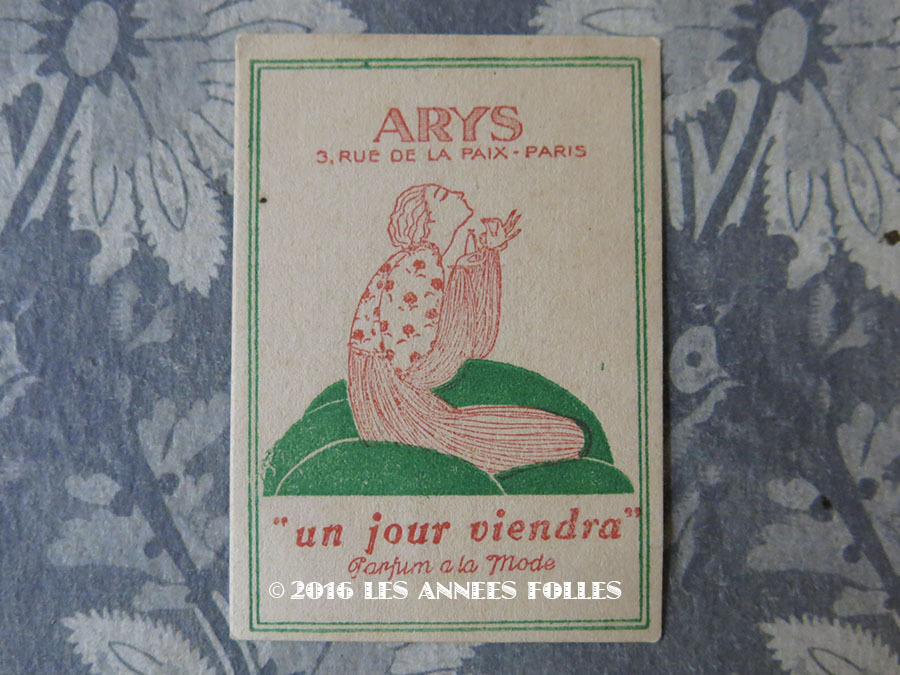 ARYS
3, RUE DE LA PAIX - PARIS
"un jour viendra"
Parfum a la Mode
© 2016 LES ANNEES FOLLES